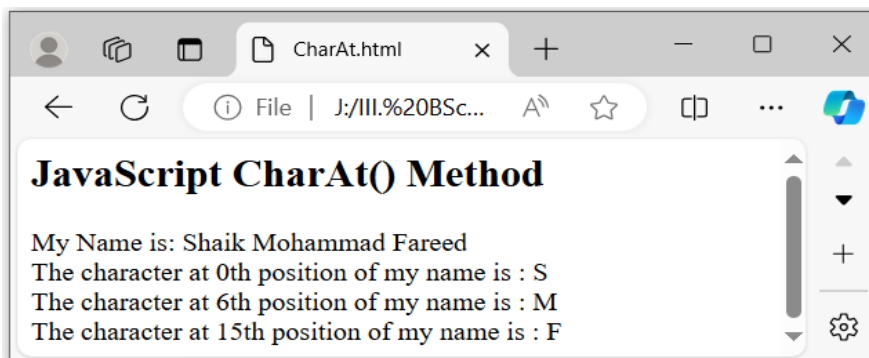 CharAt.html
File | J:/III.%20BSc...
JavaScript CharAt() Method
My Name is: Shaik Mohammad Fareed
The character at 0th position of my name is : S
The character at 6th position of my name is : M
The character at 15th position of my name is : F